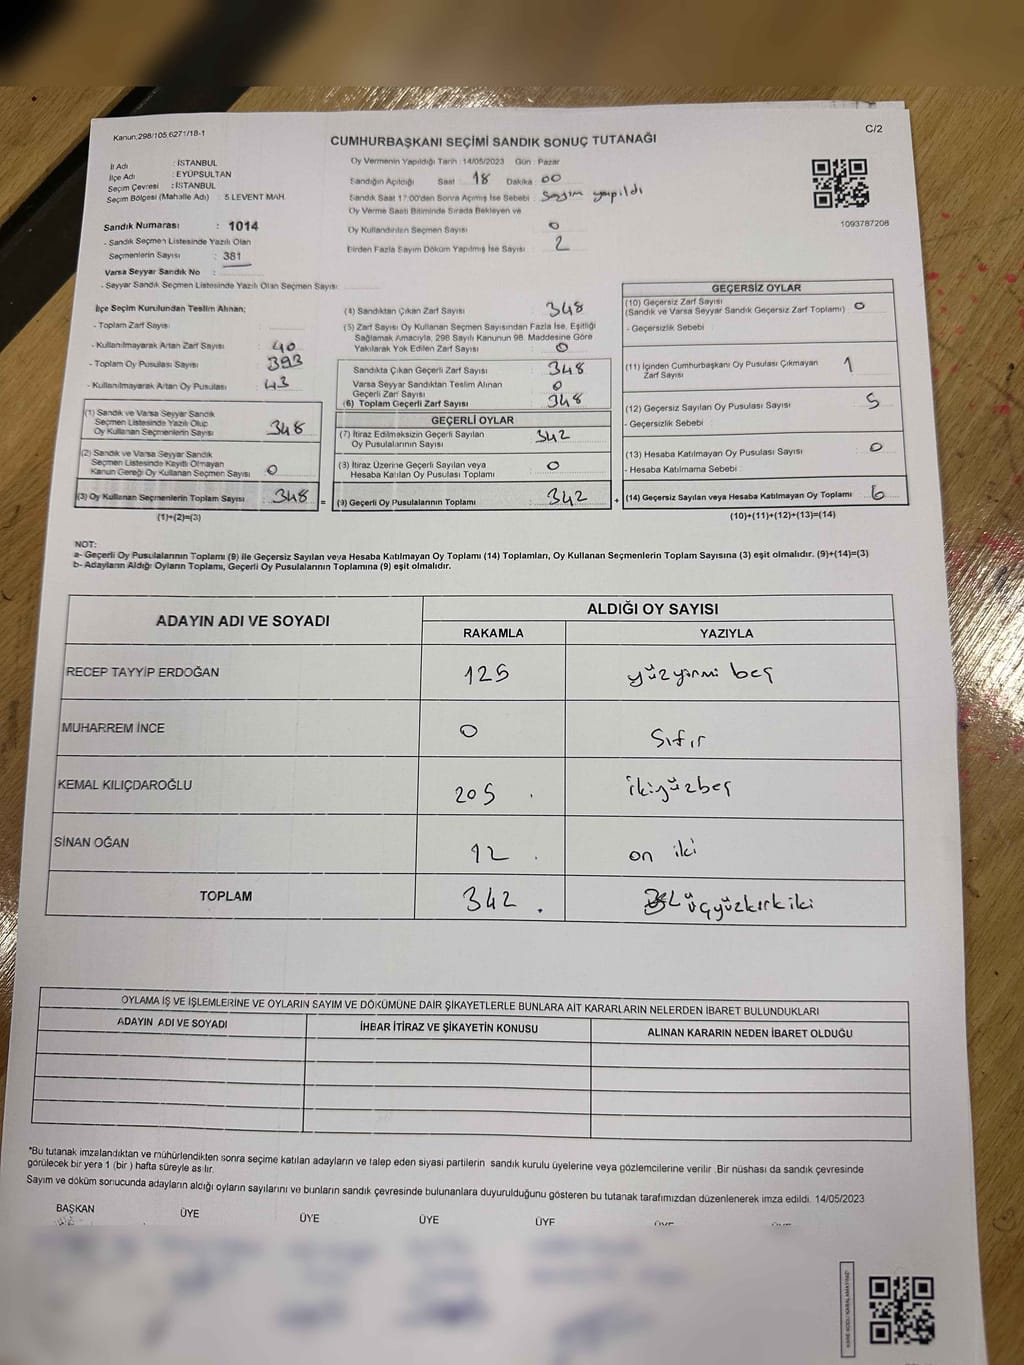 Kanun:298/105,6271/18-1
C/2
CUMHURBAŞKANI SEÇİMİ SANDIK SONUÇ TUTANAĞI
İl Adı : İSTANBUL
İlçe Adı : EYÜPSULTAN
Seçim Çevresi : İSTANBUL
Seçim Bölgesi (Mahalle Adı) : 5.LEVENT MAH.
Sandık Numarası : 1014
- Sandık Seçmen Listesinde Yazılı Olan
Seçmenlerin Sayısı : 381
Varsa Seyyar Sandık No :
- Seyyar Sandık Seçmen Listesinde Yazılı Olan Seçmen Sayısı
Oy Vermenin Yapıldığı Tarih : 14/05/2023 Gün : Pazar
Sandığın Açıldığı Saat : 18 Dakika : 00
Sandık Saat 17:00'den Sonra Açılmış İse Sebebi : Sayım yapıldı
Oy Verme Saati Bitiminde Sırada Bekleyen ve
Oy Kullandırılan Seçmen Sayısı 0
Birden Fazla Sayım Döküm Yapılmış İse Sayısı : 2
1093787208
İlçe Seçim Kurulundan Teslim Alınan;
- Toplam Zarf Sayısı :
- Kullanılmayarak Artan Zarf Sayısı : 40
- Toplam Oy Pusulası Sayısı : 393
- Kullanılmayarak Artan Oy Pusulası : 43
(1) Sandık ve Varsa Seyyar Sandık
Seçmen Listesinde Yazılı Olup
Oy Kullanan Seçmenlerin Sayısı 348
(2) Sandık ve Varsa Seyyar Sandık
Seçmen Listesinde Kayıtlı Olmayan
Kanun Gereği Oy Kullanan Seçmen Sayısı 0
(3) Oy Kullanan Seçmenlerin Toplam Sayısı 348 =
(1)+(2)=(3)
(4) Sandıktan Çıkan Zarf Sayısı 348
(5) Zarf Sayısı Oy Kullanan Seçmen Sayısından Fazla İse, Eşitliği
Sağlamak Amacıyla, 298 Sayılı Kanunun 98. Maddesine Göre
Yakılarak Yok Edilen Zarf Sayısı 0
Sandıkta Çıkan Geçerli Zarf Sayısı 348
Varsa Seyyar Sandıktan Teslim Alınan
Geçerli Zarf Sayısı 0
(6) Toplam Geçerli Zarf Sayısı 348
GEÇERLİ OYLAR
(7) İtiraz Edilmeksizin Geçerli Sayılan
Oy Pusulalarının Sayısı 342
(8) İtiraz Üzerine Geçerli Sayılan veya
Hesaba Katılan Oy Pusulası Toplamı 0
(9) Geçerli Oy Pusulalarının Toplamı 342 +
GEÇERSİZ OYLAR
(10) Geçersiz Zarf Sayısı
(Sandık ve Varsa Seyyar Sandık Geçersiz Zarf Toplamı) 0
- Geçersizlik Sebebi
(11) İçinden Cumhurbaşkanı Oy Pusulası Çıkmayan
Zarf Sayısı 1
(12) Geçersiz Sayılan Oy Pusulası Sayısı 5
- Geçersizlik Sebebi
(13) Hesaba Katılmayan Oy Pusulası Sayısı 0
- Hesaba Katılmama Sebebi
(14) Geçersiz Sayılan veya Hesaba Katılmayan Oy Toplamı 6
(10)+(11)+(12)+(13)=(14)
NOT:
a- Geçerli Oy Pusulalarının Toplamı (9) ile Geçersiz Sayılan veya Hesaba Katılmayan Oy Toplamı (14) Toplamları, Oy Kullanan Seçmenlerin Toplam Sayısına (3) eşit olmalıdır. (9)+(14)=(3)
b- Adayların Aldığı Oyların Toplamı, Geçerli Oy Pusulalarının Toplamına (9) eşit olmalıdır.
ADAYIN ADI VE SOYADI
ALDIĞI OY SAYISI
RAKAMLA YAZIYLA
RECEP TAYYİP ERDOĞAN 125 yüzyirmi beş
MUHARREM İNCE 0 Sıfır
KEMAL KILIÇDAROĞLU 205 ikiyüzbeş
SİNAN OĞAN 12 on iki
TOPLAM 342 üçyüzkırkiki
OYLAMA İŞ VE İŞLEMLERİNE VE OYLARIN SAYIM VE DÖKÜMÜNE DAİR ŞİKAYETLERLE BUNLARA AİT KARARLARIN NELERDEN İBARET BULUNDUKLARI
ADAYIN ADI VE SOYADI İHBAR İTİRAZ VE ŞİKAYETİN KONUSU ALINAN KARARIN NEDEN İBARET OLDUĞU
*Bu tutanak imzalandıktan ve mühürlendikten sonra seçime katılan adayların ve talep eden siyasi partilerin sandık kurulu üyelerine veya gözlemcilerine verilir .Bir nüshası da sandık çevresinde
görülecek bir yere 1 (bir ) hafta süreyle asılır.
Sayım ve döküm sonucunda adayların aldığı oyların sayılarını ve bunların sandık çevresinde bulunanlara duyurulduğunu gösteren bu tutanak tarafımızdan düzenlenerek imza edildi. 14/05/2023
BAŞKAN ÜYE ÜYE ÜYE ÜYE